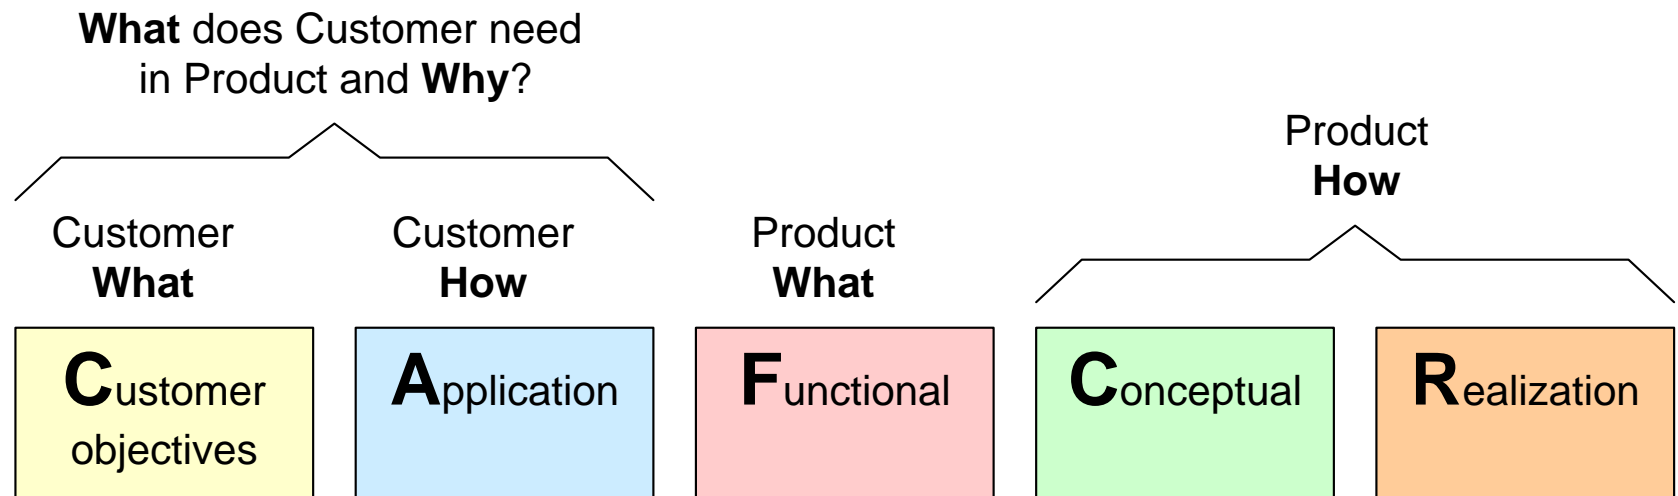 What does Customer need
in Product and Why?
Product
How
Customer
What
Customer
How
Product
What
Customer
objectives
Application
Functional
Conceptual
Realization